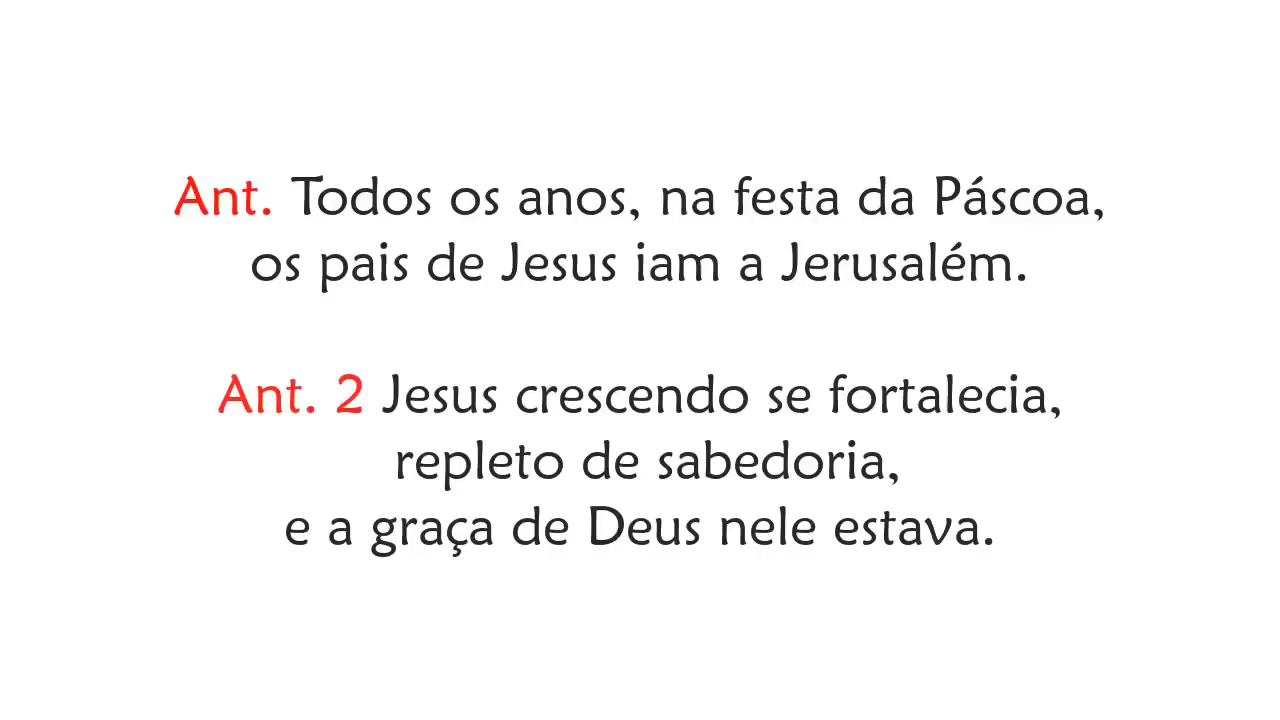 Ant. Todos os anos, na festa da Páscoa,
os pais de Jesus iam a Jerusalém.
Ant. 2 Jesus crescendo se fortalecia,
repleto de sabedoria,
e a graça de Deus nele estava.